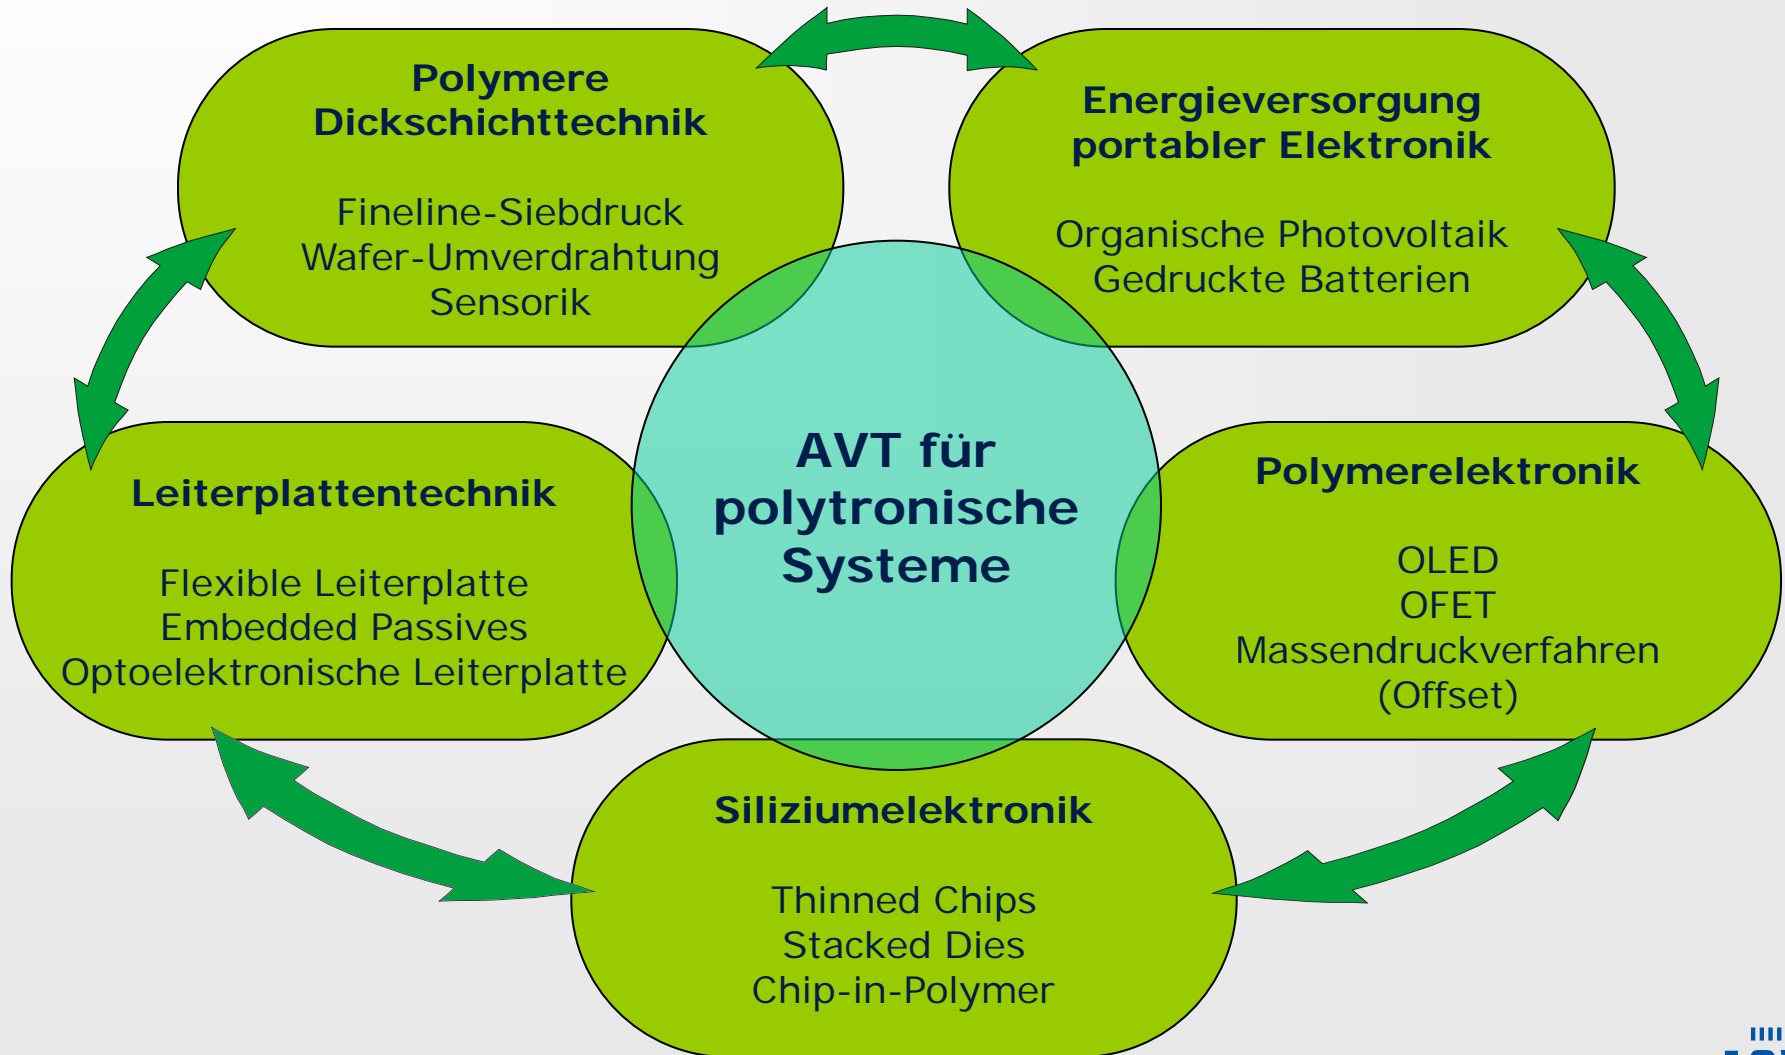 Polymere
Dickschichttechnik
Fineline-Siebdruck
Wafer-Umverdrahtung
Sensorik
Energieversorgung
portabler Elektronik
Organische Photovoltaik
Gedruckte Batterien
AVT für
polytronische
Systeme
Leiterplattentechnik
Flexible Leiterplatte
Embedded Passives
Optoelektronische Leiterplatte
Polymerelektronik
OLED
OFET
Massendruckverfahren
(Offset)
Siliziumelektronik
Thinned Chips
Stacked Dies
Chip-in-Polymer